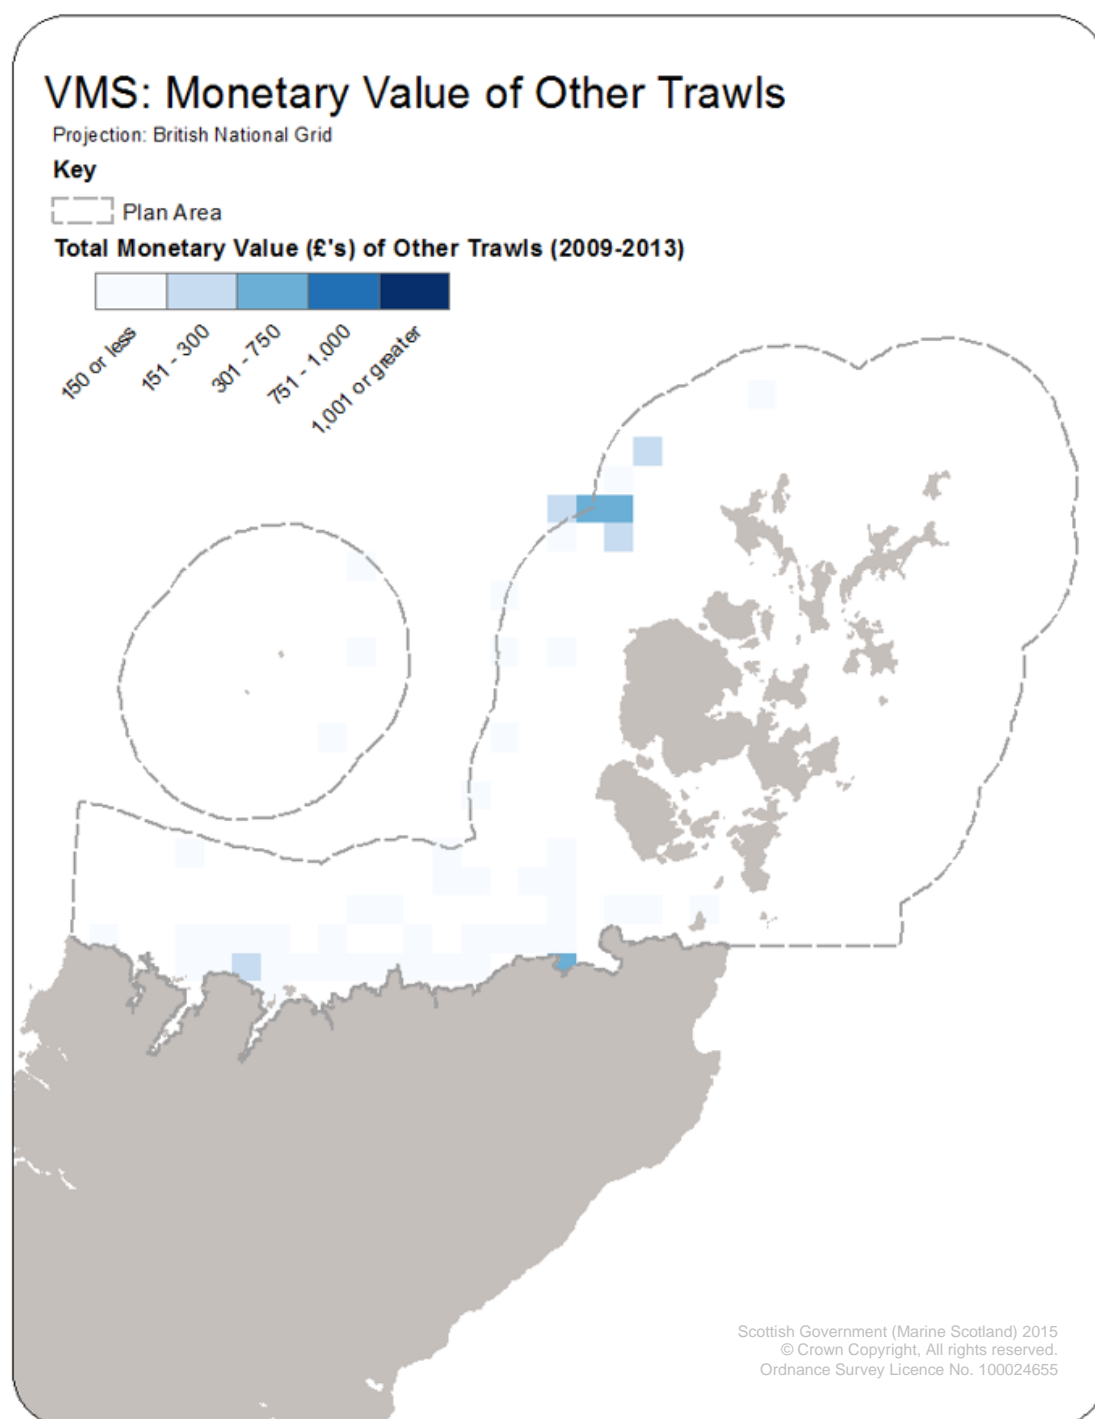 VMS: Monetary Value of Other Trawls
Projection: British National Grid
Key
Plan Area
Total Monetary Value (£'s) of Other Trawls (2009-2013)
150 or less
151 - 300
301 - 750
751 - 1,000
1,001 or greater
Scottish Government (Marine Scotland) 2015
© Crown Copyright, All rights reserved.
Ordnance Survey Licence No. 100024655